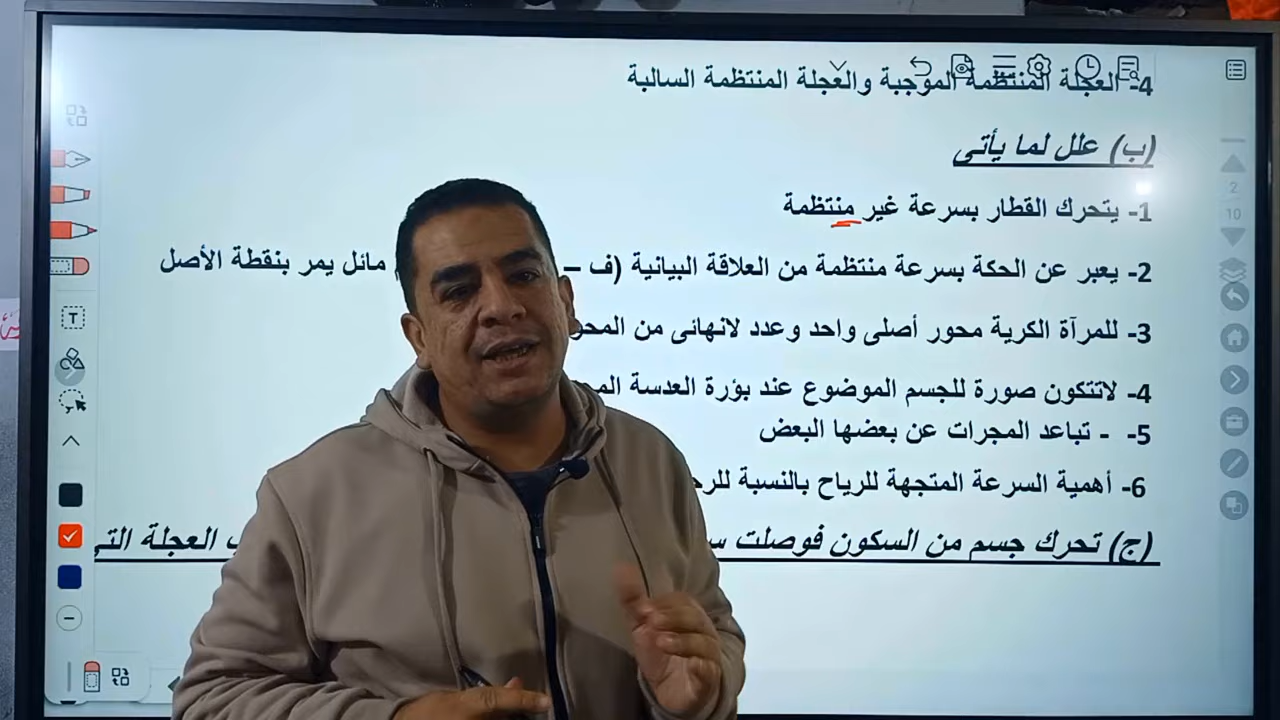 4- العجلة المنتظمة الموجبة والعجلة المنتظمة السالبة
(ب) علل لما يأتى
1- يتحرك القطار بسرعة غير منتظمة
2- يعبر عن الحكة بسرعة منتظمة من العلاقة البيانية (ف – مائل يمر بنقطة الأصل
3- للمرآة الكرية محور أصلى واحد وعدد لانهائى من
4- لاتتكون صورة للجسم الموضوع عند بؤرة العدسة
5- - تباعد المجرات عن بعضها البعض
6- أهمية السرعة المتجهة للرياح بالنسبة
(ج) تحرك جسم من السكون فوصلت العجلة
2
10
T